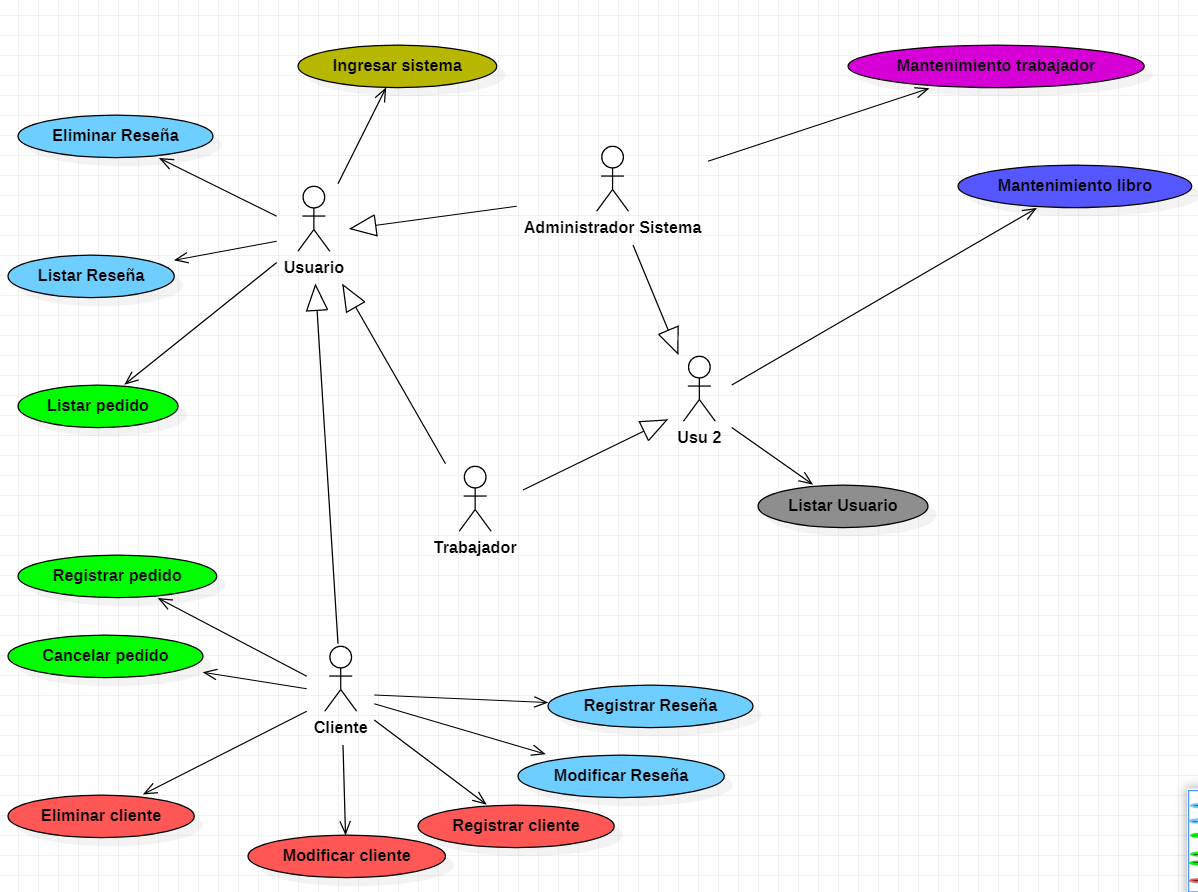 Ingresar sistema
Mantenimiento trabajador
Eliminar Reseña
Mantenimiento libro
Administrador Sistema
Usuario
Listar Reseña
Listar pedido
Usu 2
Listar Usuario
Trabajador
Registrar pedido
Cancelar pedido
Registrar Reseña
Cliente
Modificar Reseña
Eliminar cliente
Registrar cliente
Modificar cliente